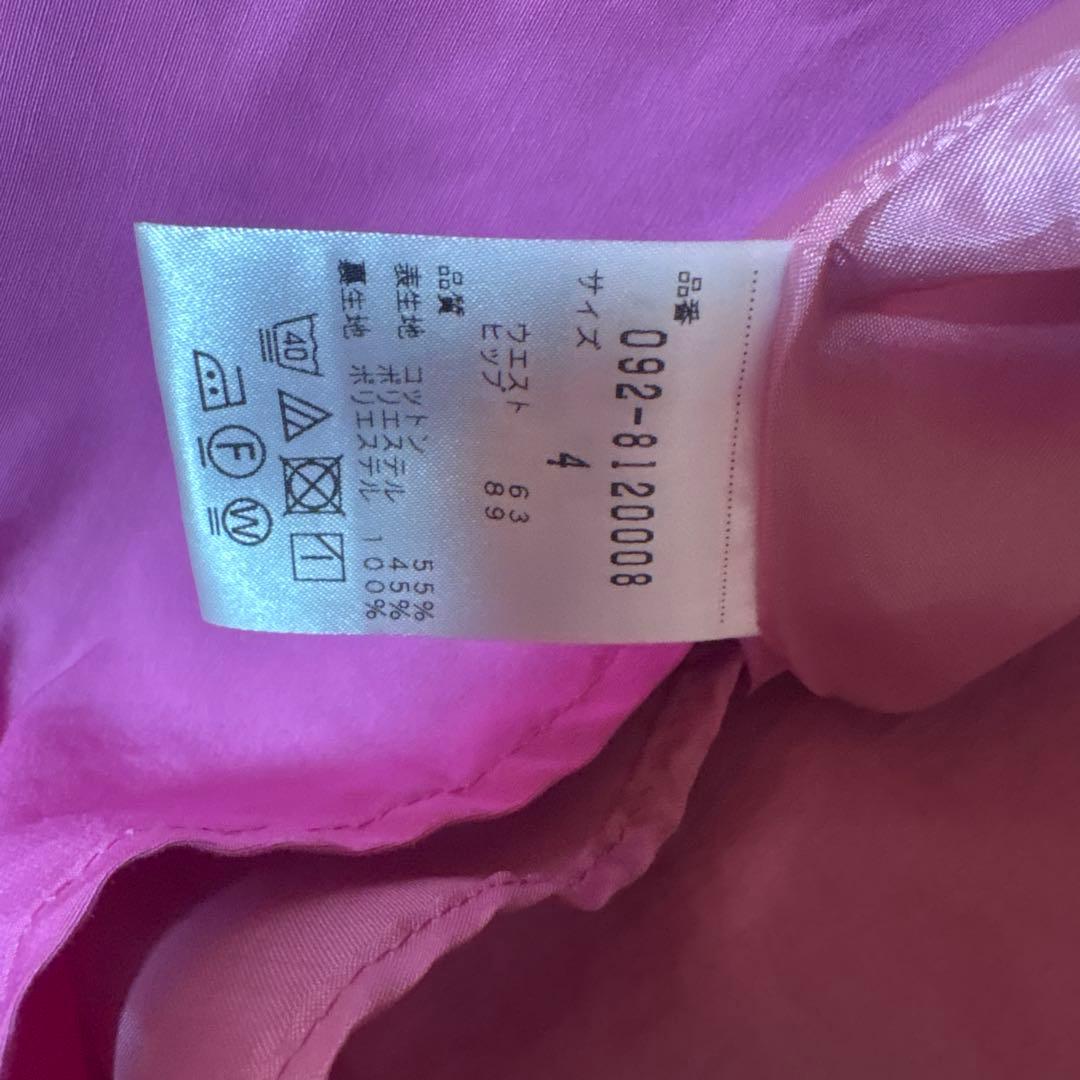 品番
092-8120008
サイズ 4
ウエスト 63
ヒップ 89
品質
表生地 コットン 55%
ポリエステル 45%
裏生地 ポリエステル 100%
40
F W